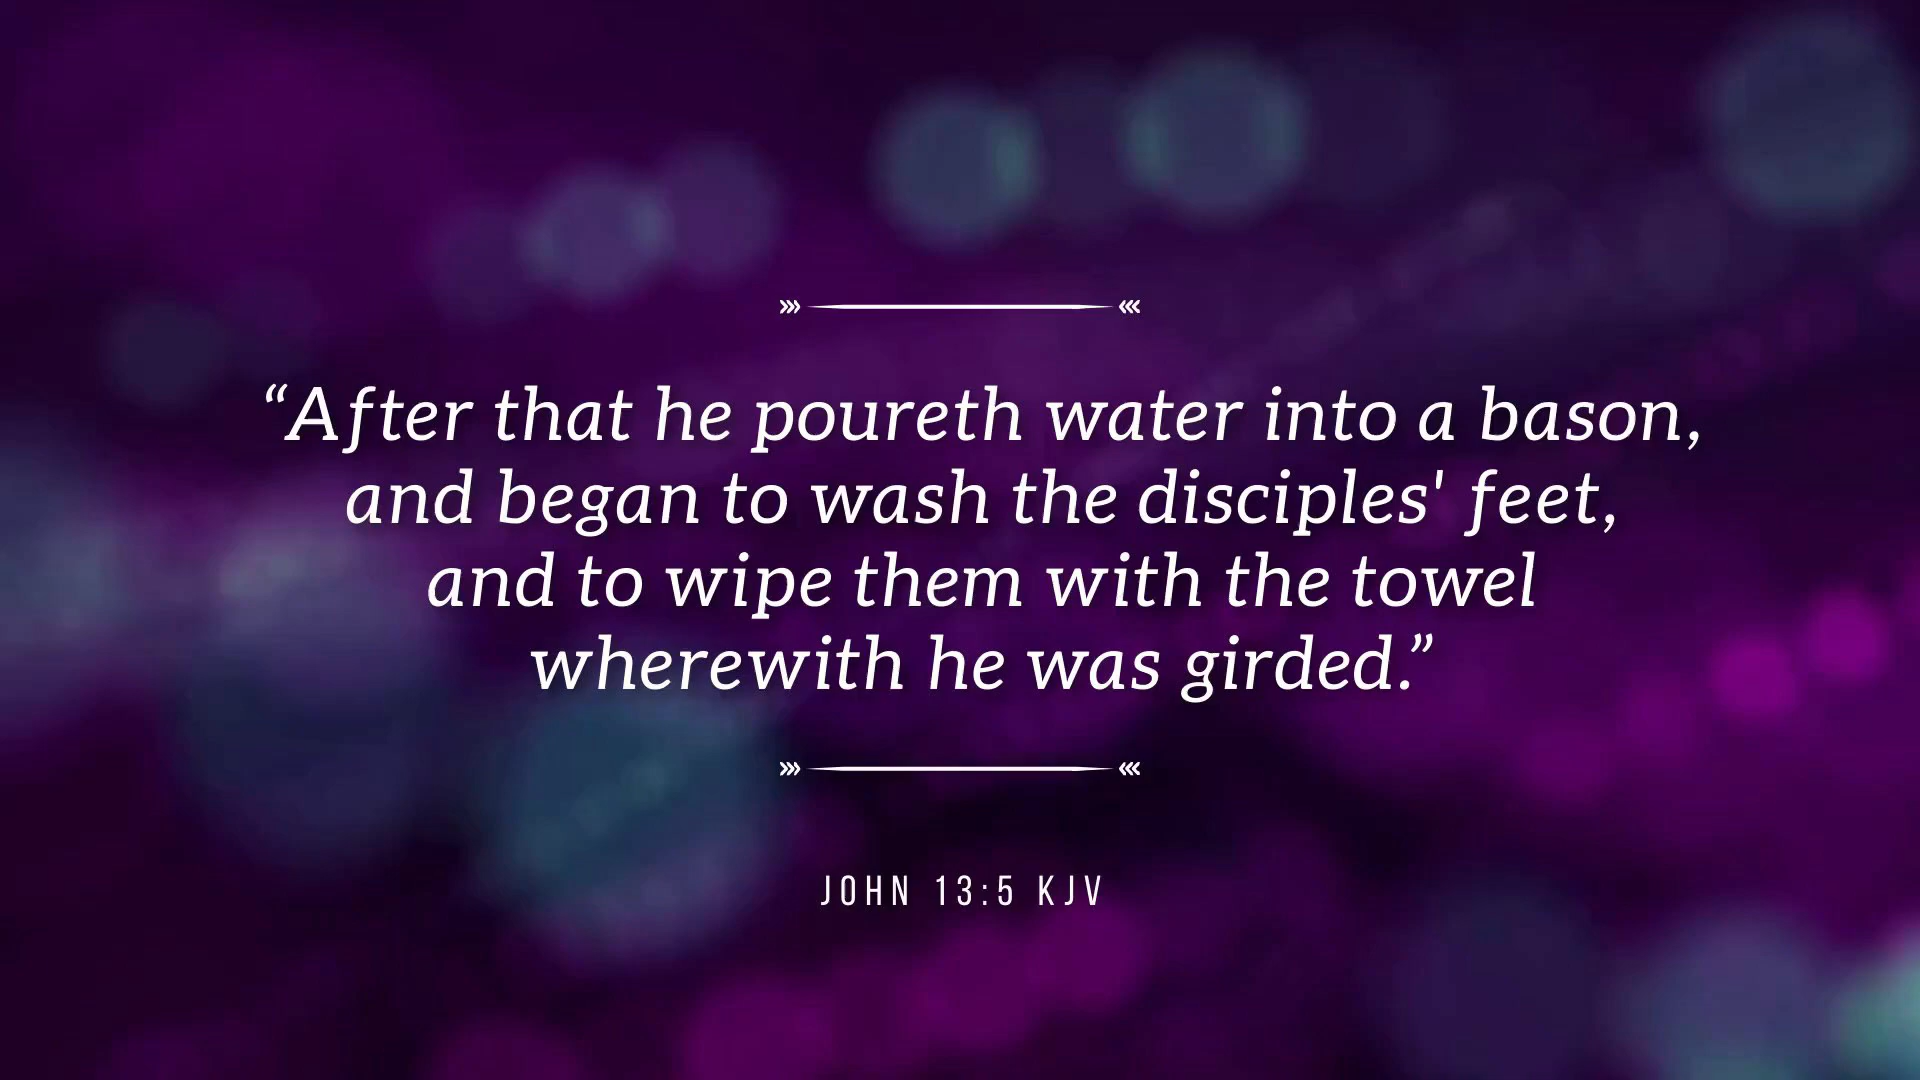 “After that he poureth water into a bason,
and began to wash the disciples' feet,
and to wipe them with the towel
wherewith he was girded.”
JOHN 13:5 KJV